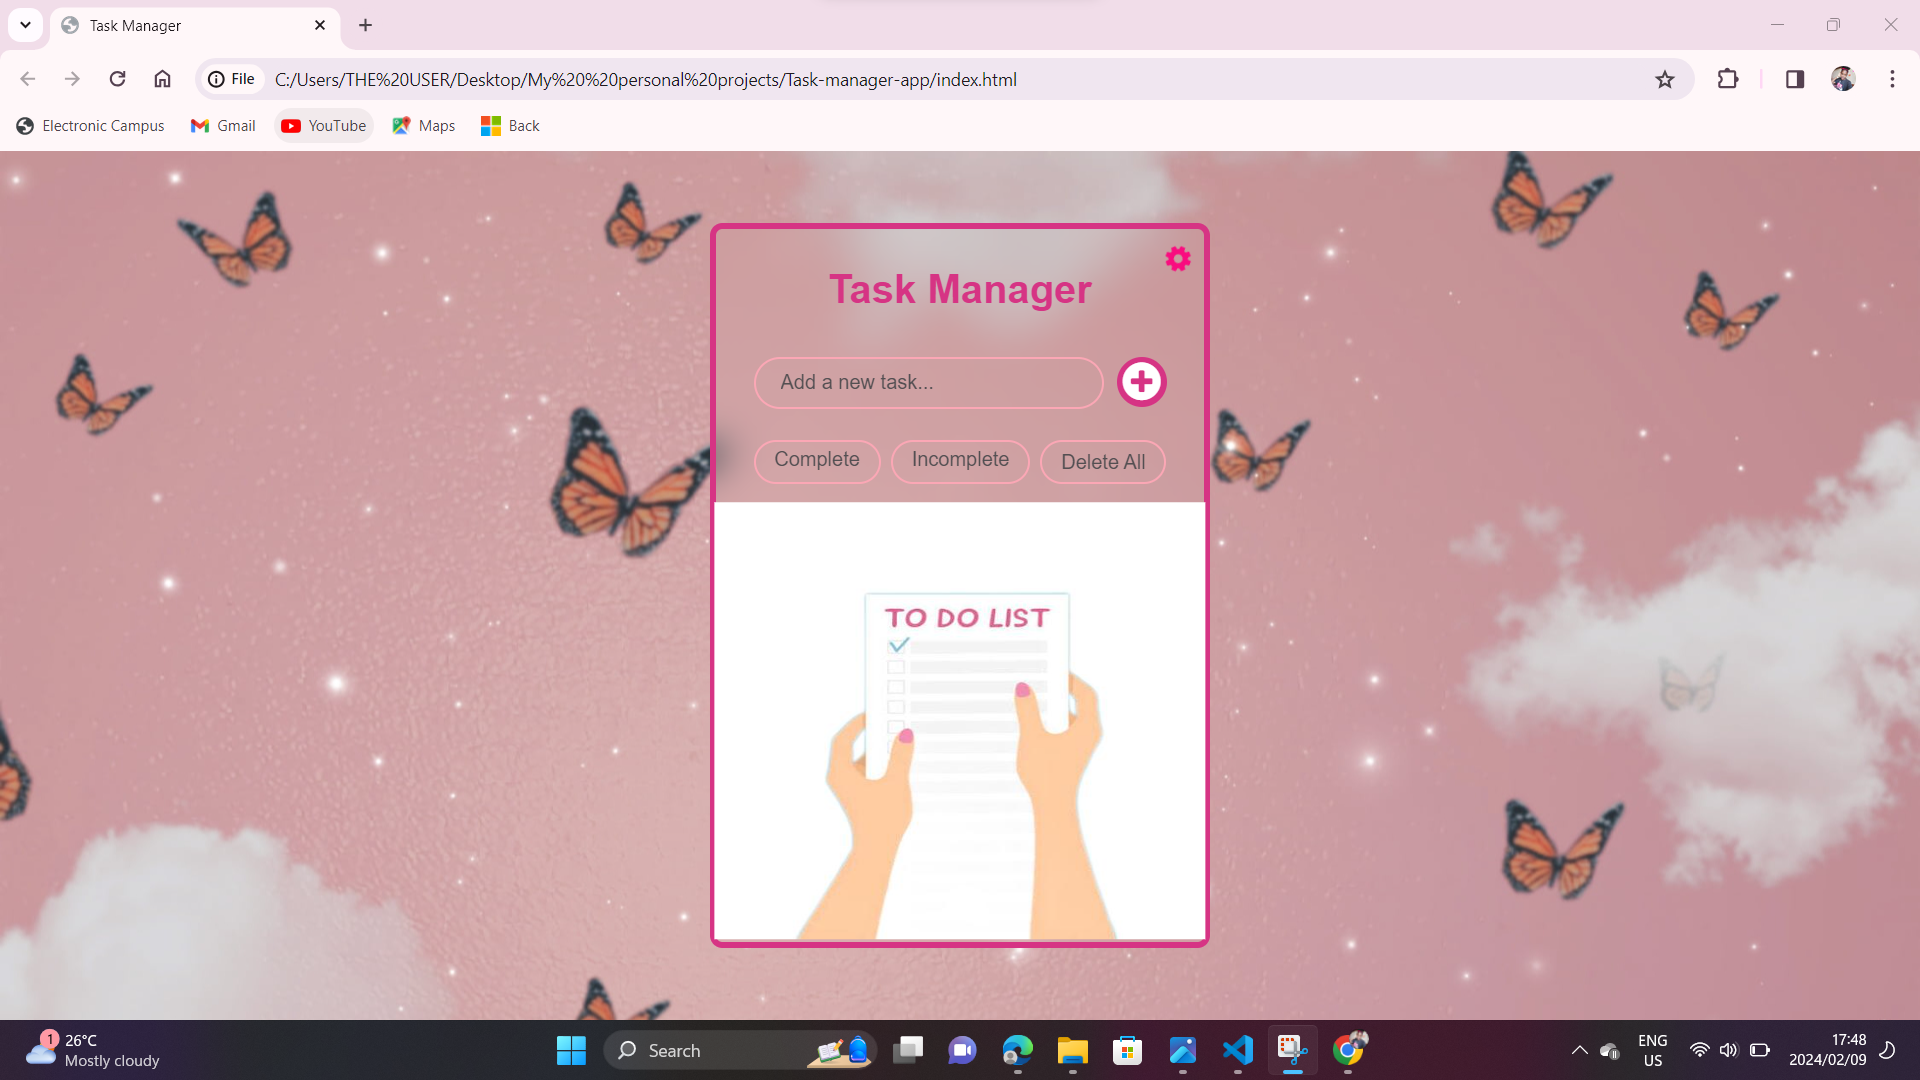 Task Manager
File C:/Users/THE%20USER/Desktop/My%20%20personal%20projects/Task-manager-app/index.html
Electronic Campus Gmail YouTube Maps Back
Task Manager
Add a new task...
Complete Incomplete Delete All
TO DO LIST
1 26°C
Mostly cloudy
Search
ENG
US
17:48
2024/02/09